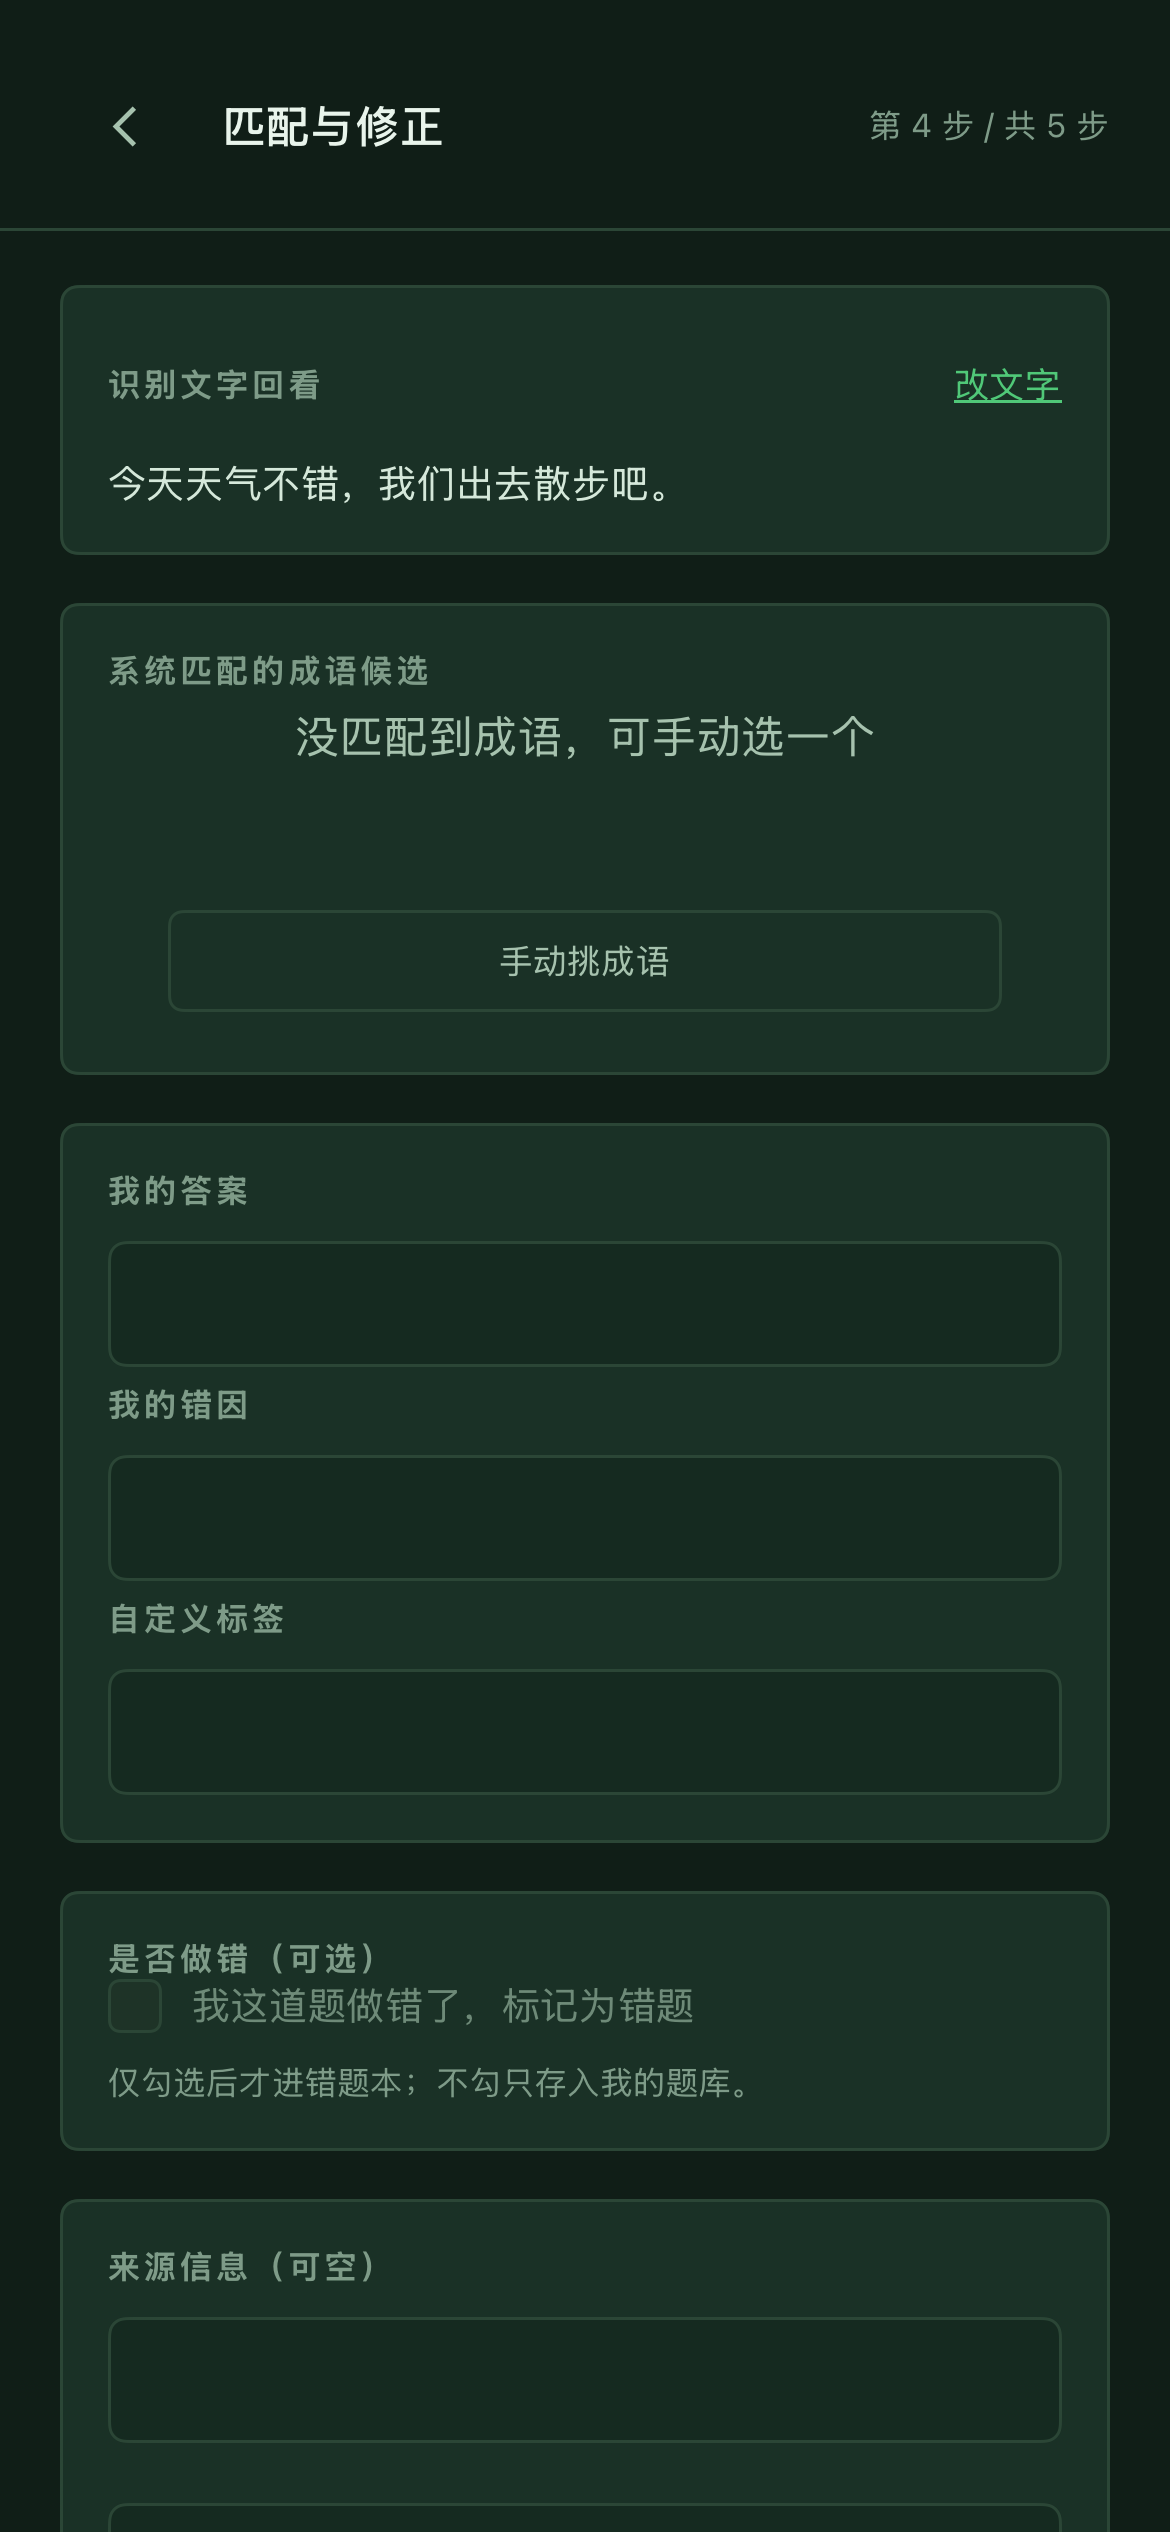 匹配与修正
第 4 步 / 共 5 步
识别文字回看
改文字
今天天气不错，我们出去散步吧。
系统匹配的成语候选
没匹配到成语，可手动选一个
手动挑成语
我的答案
我的错因
自定义标签
是否做错（可选）
我这道题做错了，标记为错题
仅勾选后才进错题本；不勾只存入我的题库。
来源信息（可空）